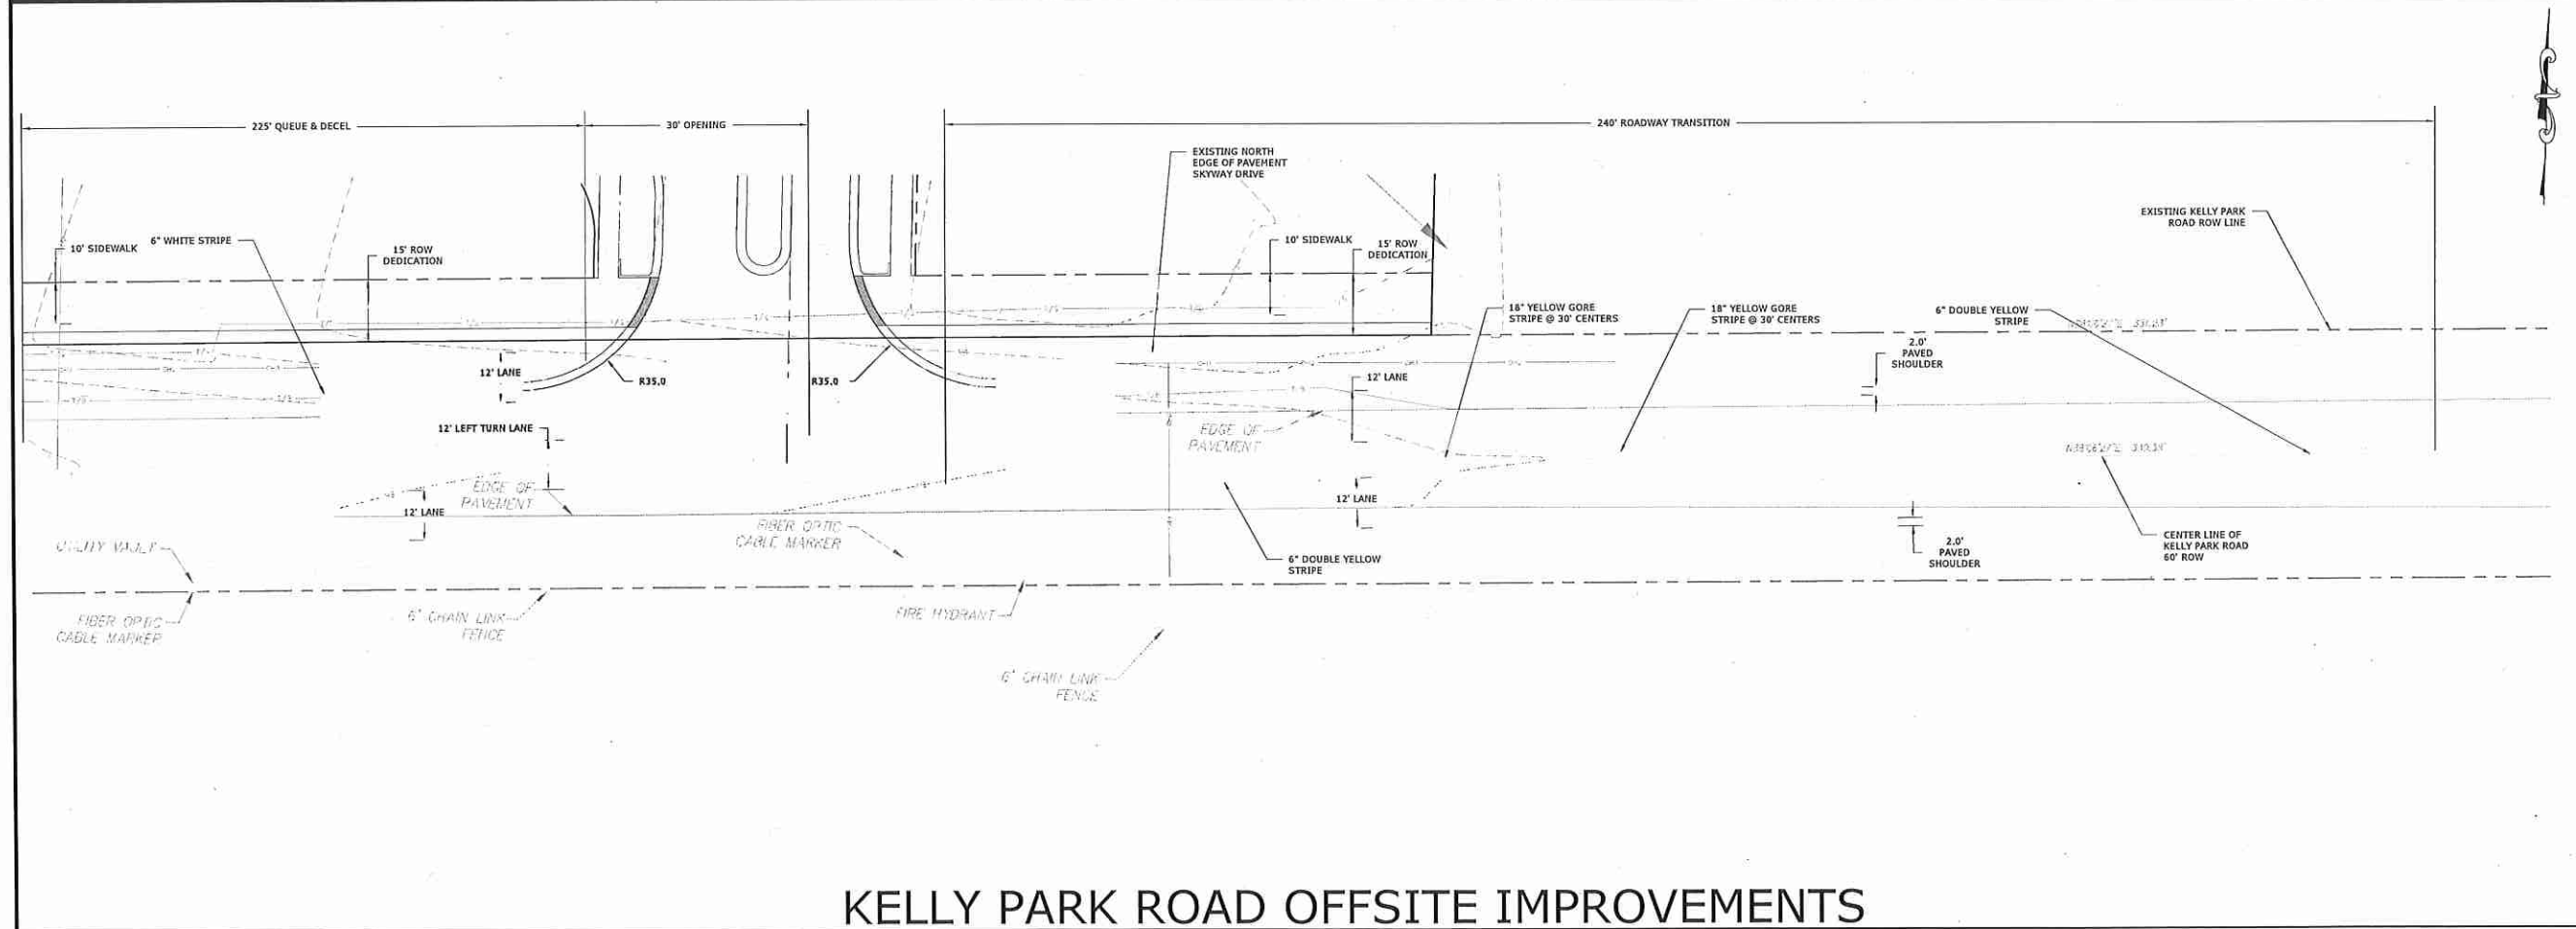 225' QUEUE & DECEL
30' OPENING
240' ROADWAY TRANSITION
EXISTING NORTH
EDGE OF PAVEMENT
SKYWAY DRIVE
10' SIDEWALK
6" WHITE STRIPE
15' ROW
DEDICATION
10' SIDEWALK
15' ROW
DEDICATION
EXISTING KELLY PARK
ROAD ROW LINE
18" YELLOW GORE
STRIPE @ 30' CENTERS
18" YELLOW GORE
STRIPE @ 30' CENTERS
6" DOUBLE YELLOW
STRIPE
2.0'
PAVED
SHOULDER
12' LANE
R35.0
R35.0
12' LANE
12' LEFT TURN LANE
EDGE OF
PAVEMENT
EDGE OF
PAVEMENT
12' LANE
12' LANE
FIBER OPTIC
CABLE MARKER
UTILITY VAULT
6" DOUBLE YELLOW
STRIPE
2.0'
PAVED
SHOULDER
CENTER LINE OF
KELLY PARK ROAD
60' ROW
FIBER OPTIC
CABLE MARKER
6' CHAIN LINK
FENCE
FIRE HYDRANT
6' CHAIN LINK
FENCE
KELLY PARK ROAD OFFSITE IMPROVEMENTS